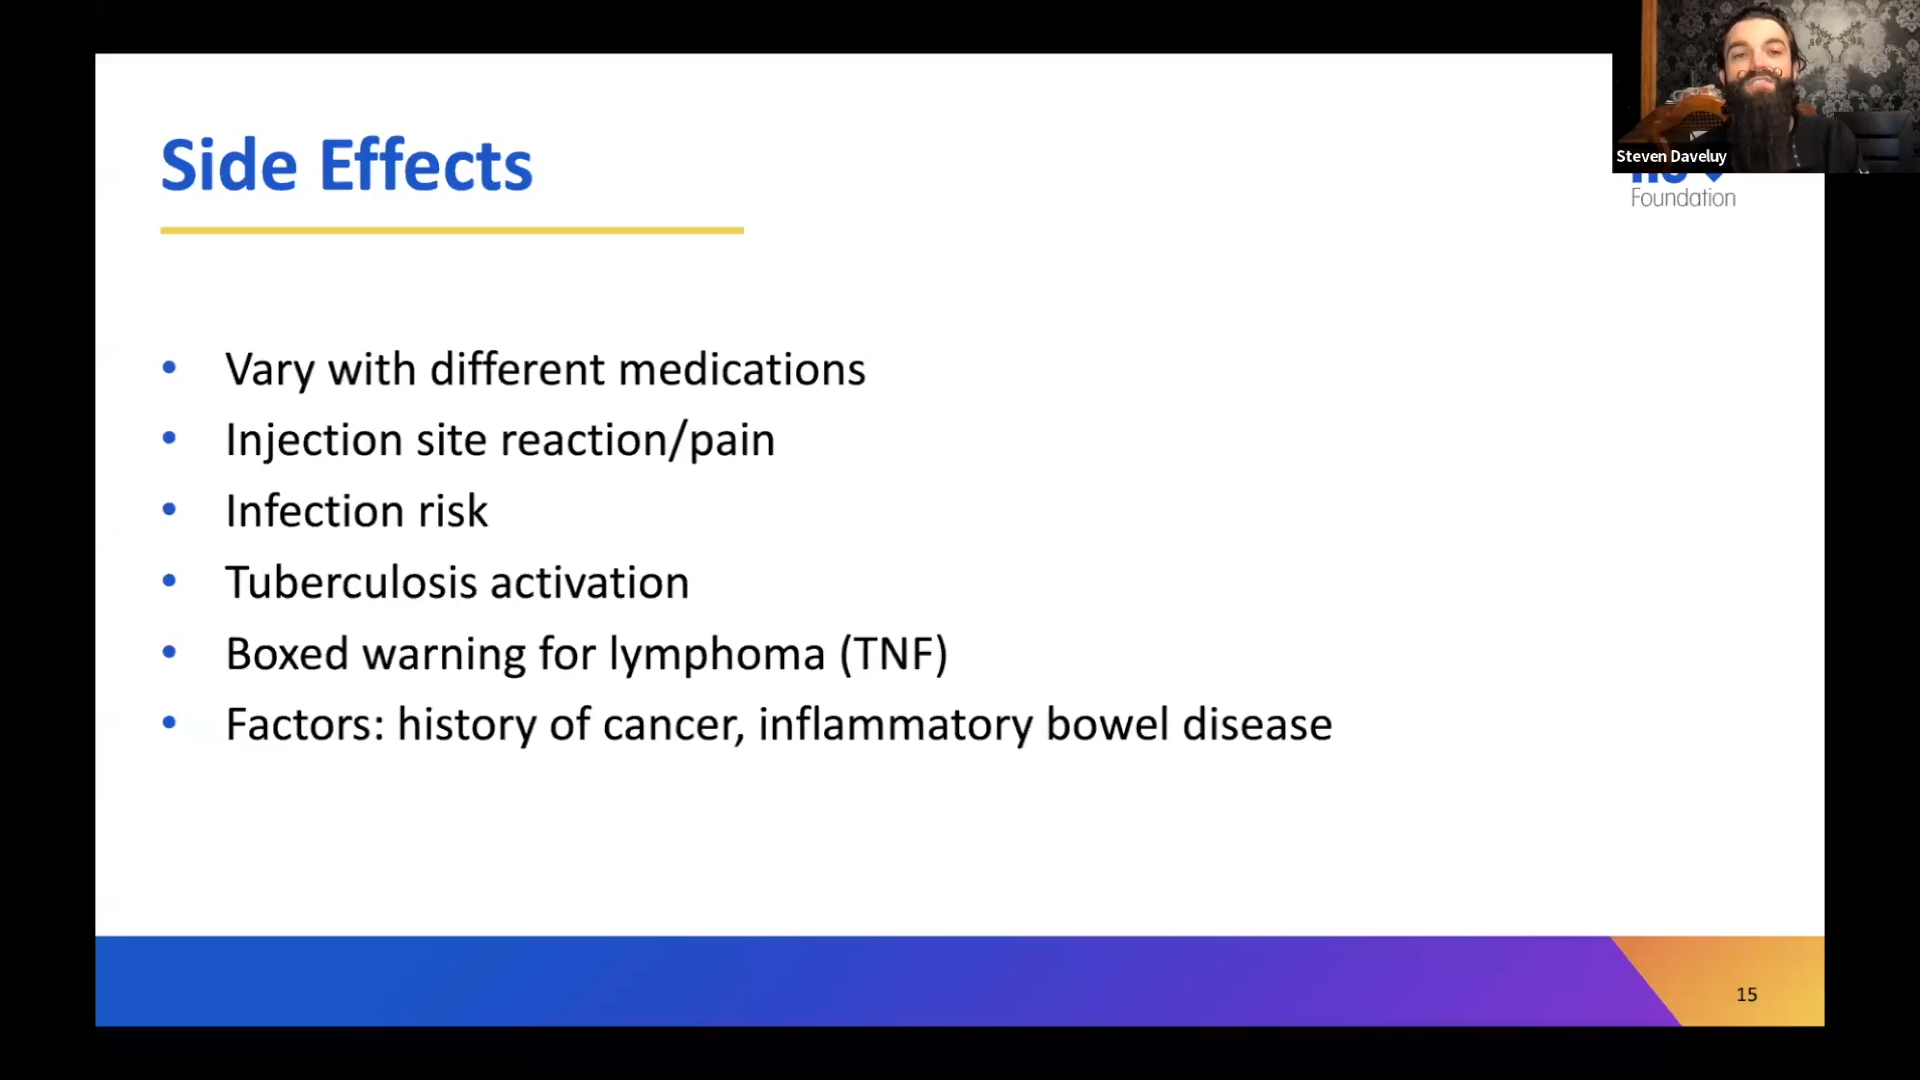 Side Effects
Steven Daveluy
Foundation
• Vary with different medications
• Injection site reaction/pain
• Infection risk
• Tuberculosis activation
• Boxed warning for lymphoma (TNF)
• Factors: history of cancer, inflammatory bowel disease
15